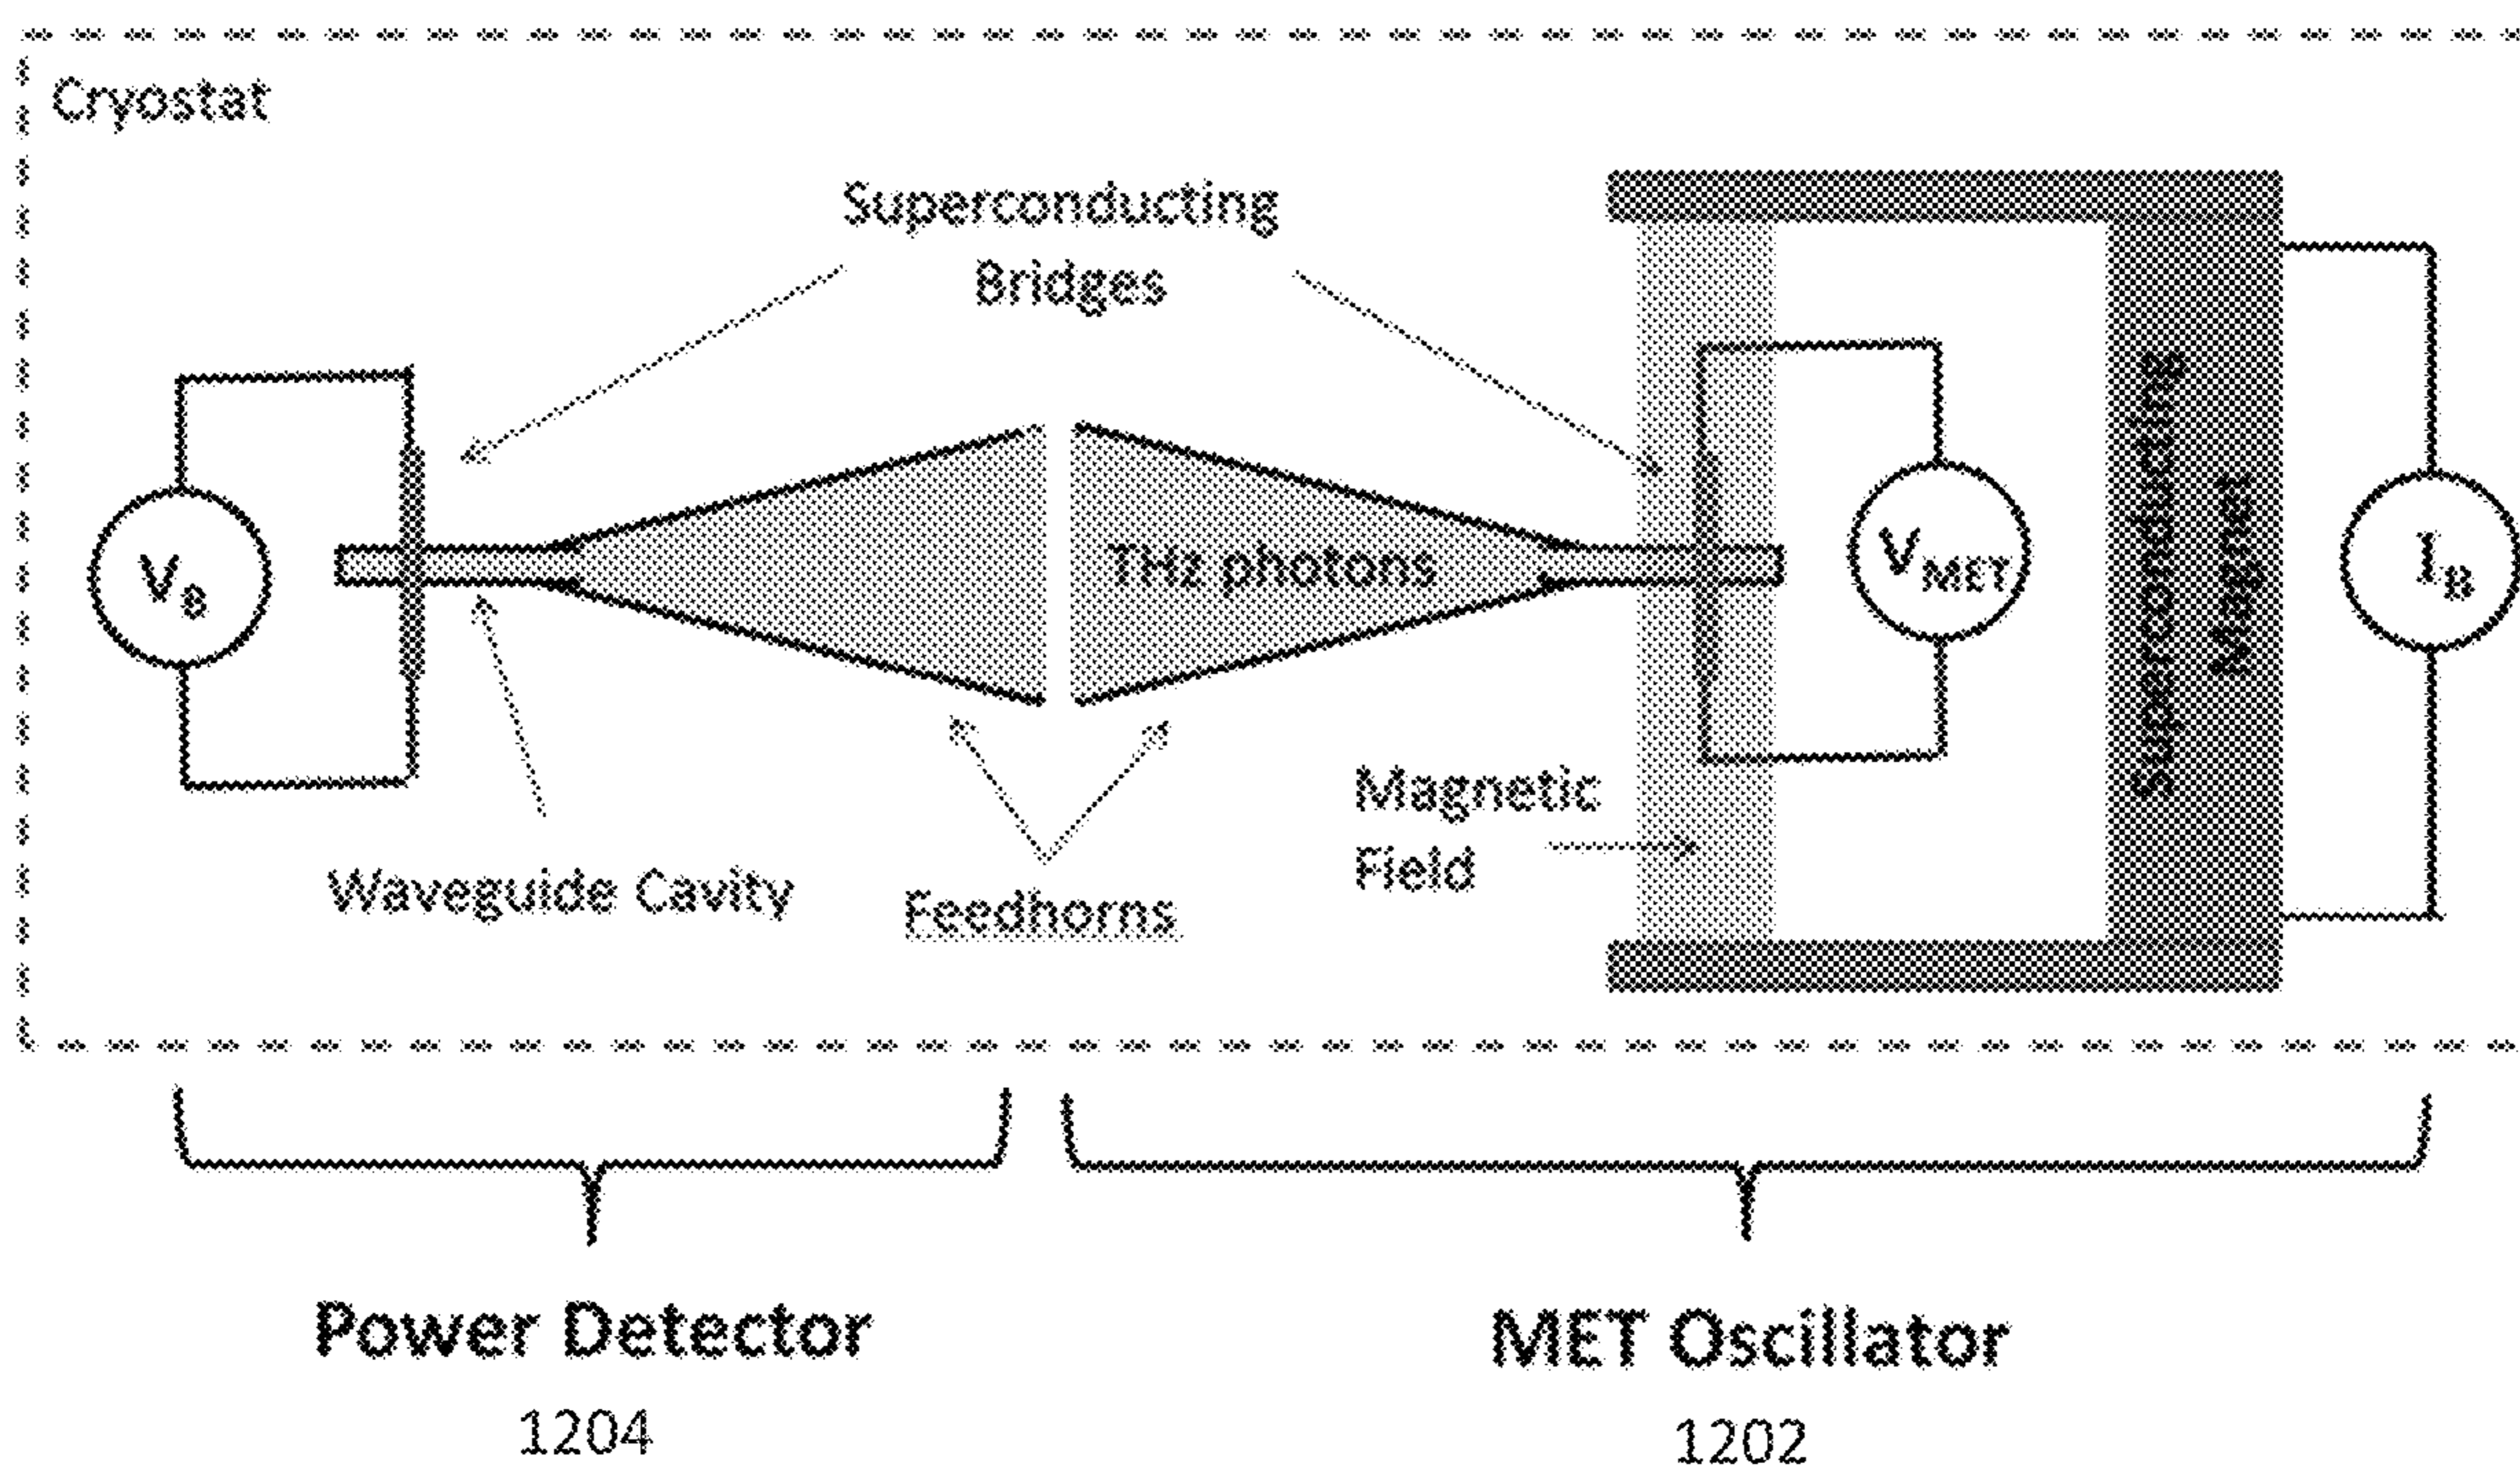 Cryostat
Superconducting
Bridges
V_B
THz photons
V_MET
Superconducting
Magnet
I_B
Magnetic
Field
Waveguide Cavity
Feedhorns
Power Detector
MET Oscillator
1204
1202